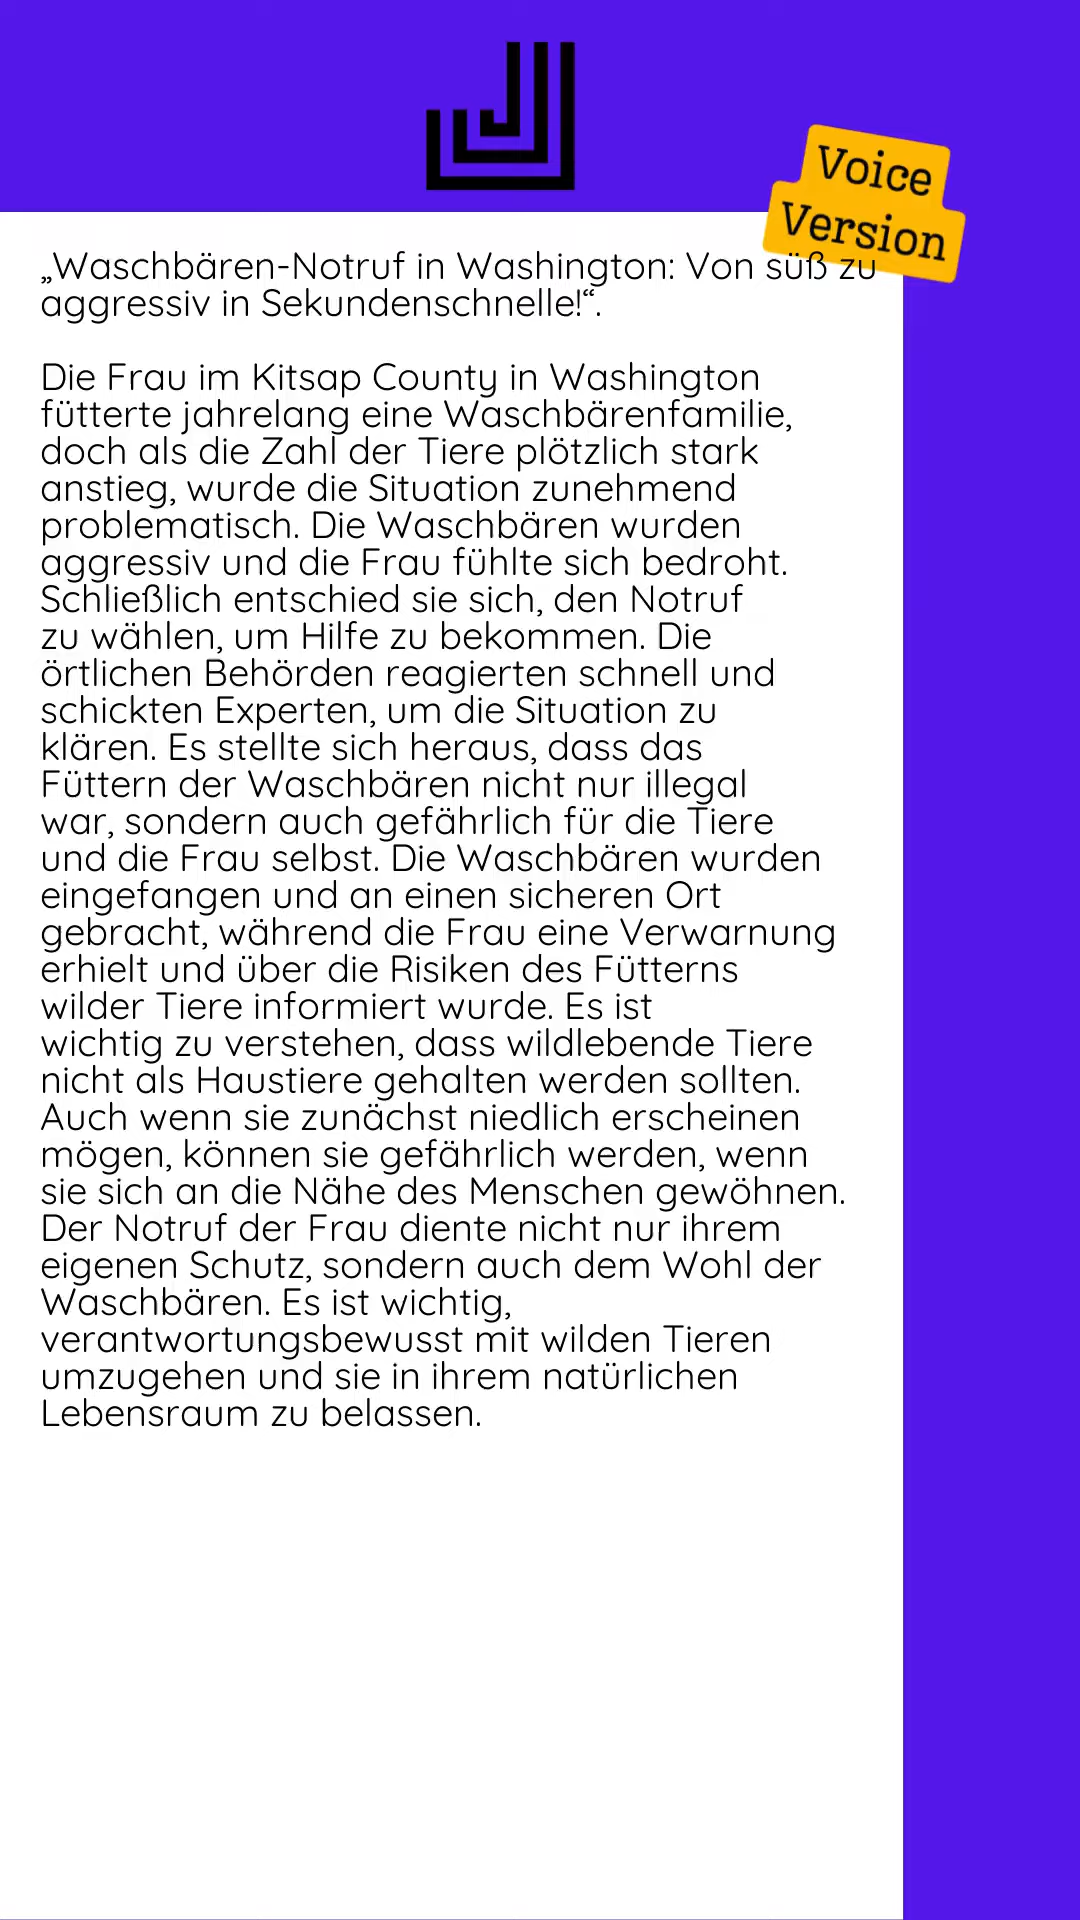 Voice
Version
„Waschbären-Notruf in Washington: Von süß zu
aggressiv in Sekundenschnelle!“.
Die Frau im Kitsap County in Washington
fütterte jahrelang eine Waschbärenfamilie,
doch als die Zahl der Tiere plötzlich stark
anstieg, wurde die Situation zunehmend
problematisch. Die Waschbären wurden
aggressiv und die Frau fühlte sich bedroht.
Schließlich entschied sie sich, den Notruf
zu wählen, um Hilfe zu bekommen. Die
örtlichen Behörden reagierten schnell und
schickten Experten, um die Situation zu
klären. Es stellte sich heraus, dass das
Füttern der Waschbären nicht nur illegal
war, sondern auch gefährlich für die Tiere
und die Frau selbst. Die Waschbären wurden
eingefangen und an einen sicheren Ort
gebracht, während die Frau eine Verwarnung
erhielt und über die Risiken des Fütterns
wilder Tiere informiert wurde. Es ist
wichtig zu verstehen, dass wildlebende Tiere
nicht als Haustiere gehalten werden sollten.
Auch wenn sie zunächst niedlich erscheinen
mögen, können sie gefährlich werden, wenn
sie sich an die Nähe des Menschen gewöhnen.
Der Notruf der Frau diente nicht nur ihrem
eigenen Schutz, sondern auch dem Wohl der
Waschbären. Es ist wichtig,
verantwortungsbewusst mit wilden Tieren
umzugehen und sie in ihrem natürlichen
Lebensraum zu belassen.